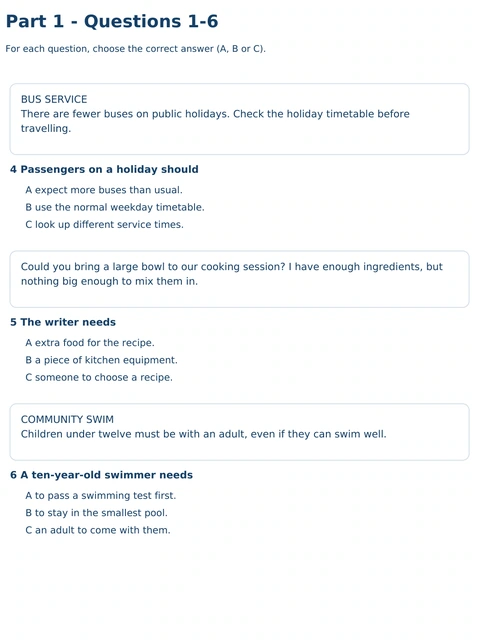 Part 1 - Questions 1-6
For each question, choose the correct answer (A, B or C).
BUS SERVICE
There are fewer buses on public holidays. Check the holiday timetable before
travelling.
4 Passengers on a holiday should
A expect more buses than usual.
B use the normal weekday timetable.
C look up different service times.
Could you bring a large bowl to our cooking session? I have enough ingredients, but
nothing big enough to mix them in.
5 The writer needs
A extra food for the recipe.
B a piece of kitchen equipment.
C someone to choose a recipe.
COMMUNITY SWIM
Children under twelve must be with an adult, even if they can swim well.
6 A ten-year-old swimmer needs
A to pass a swimming test first.
B to stay in the smallest pool.
C an adult to come with them.